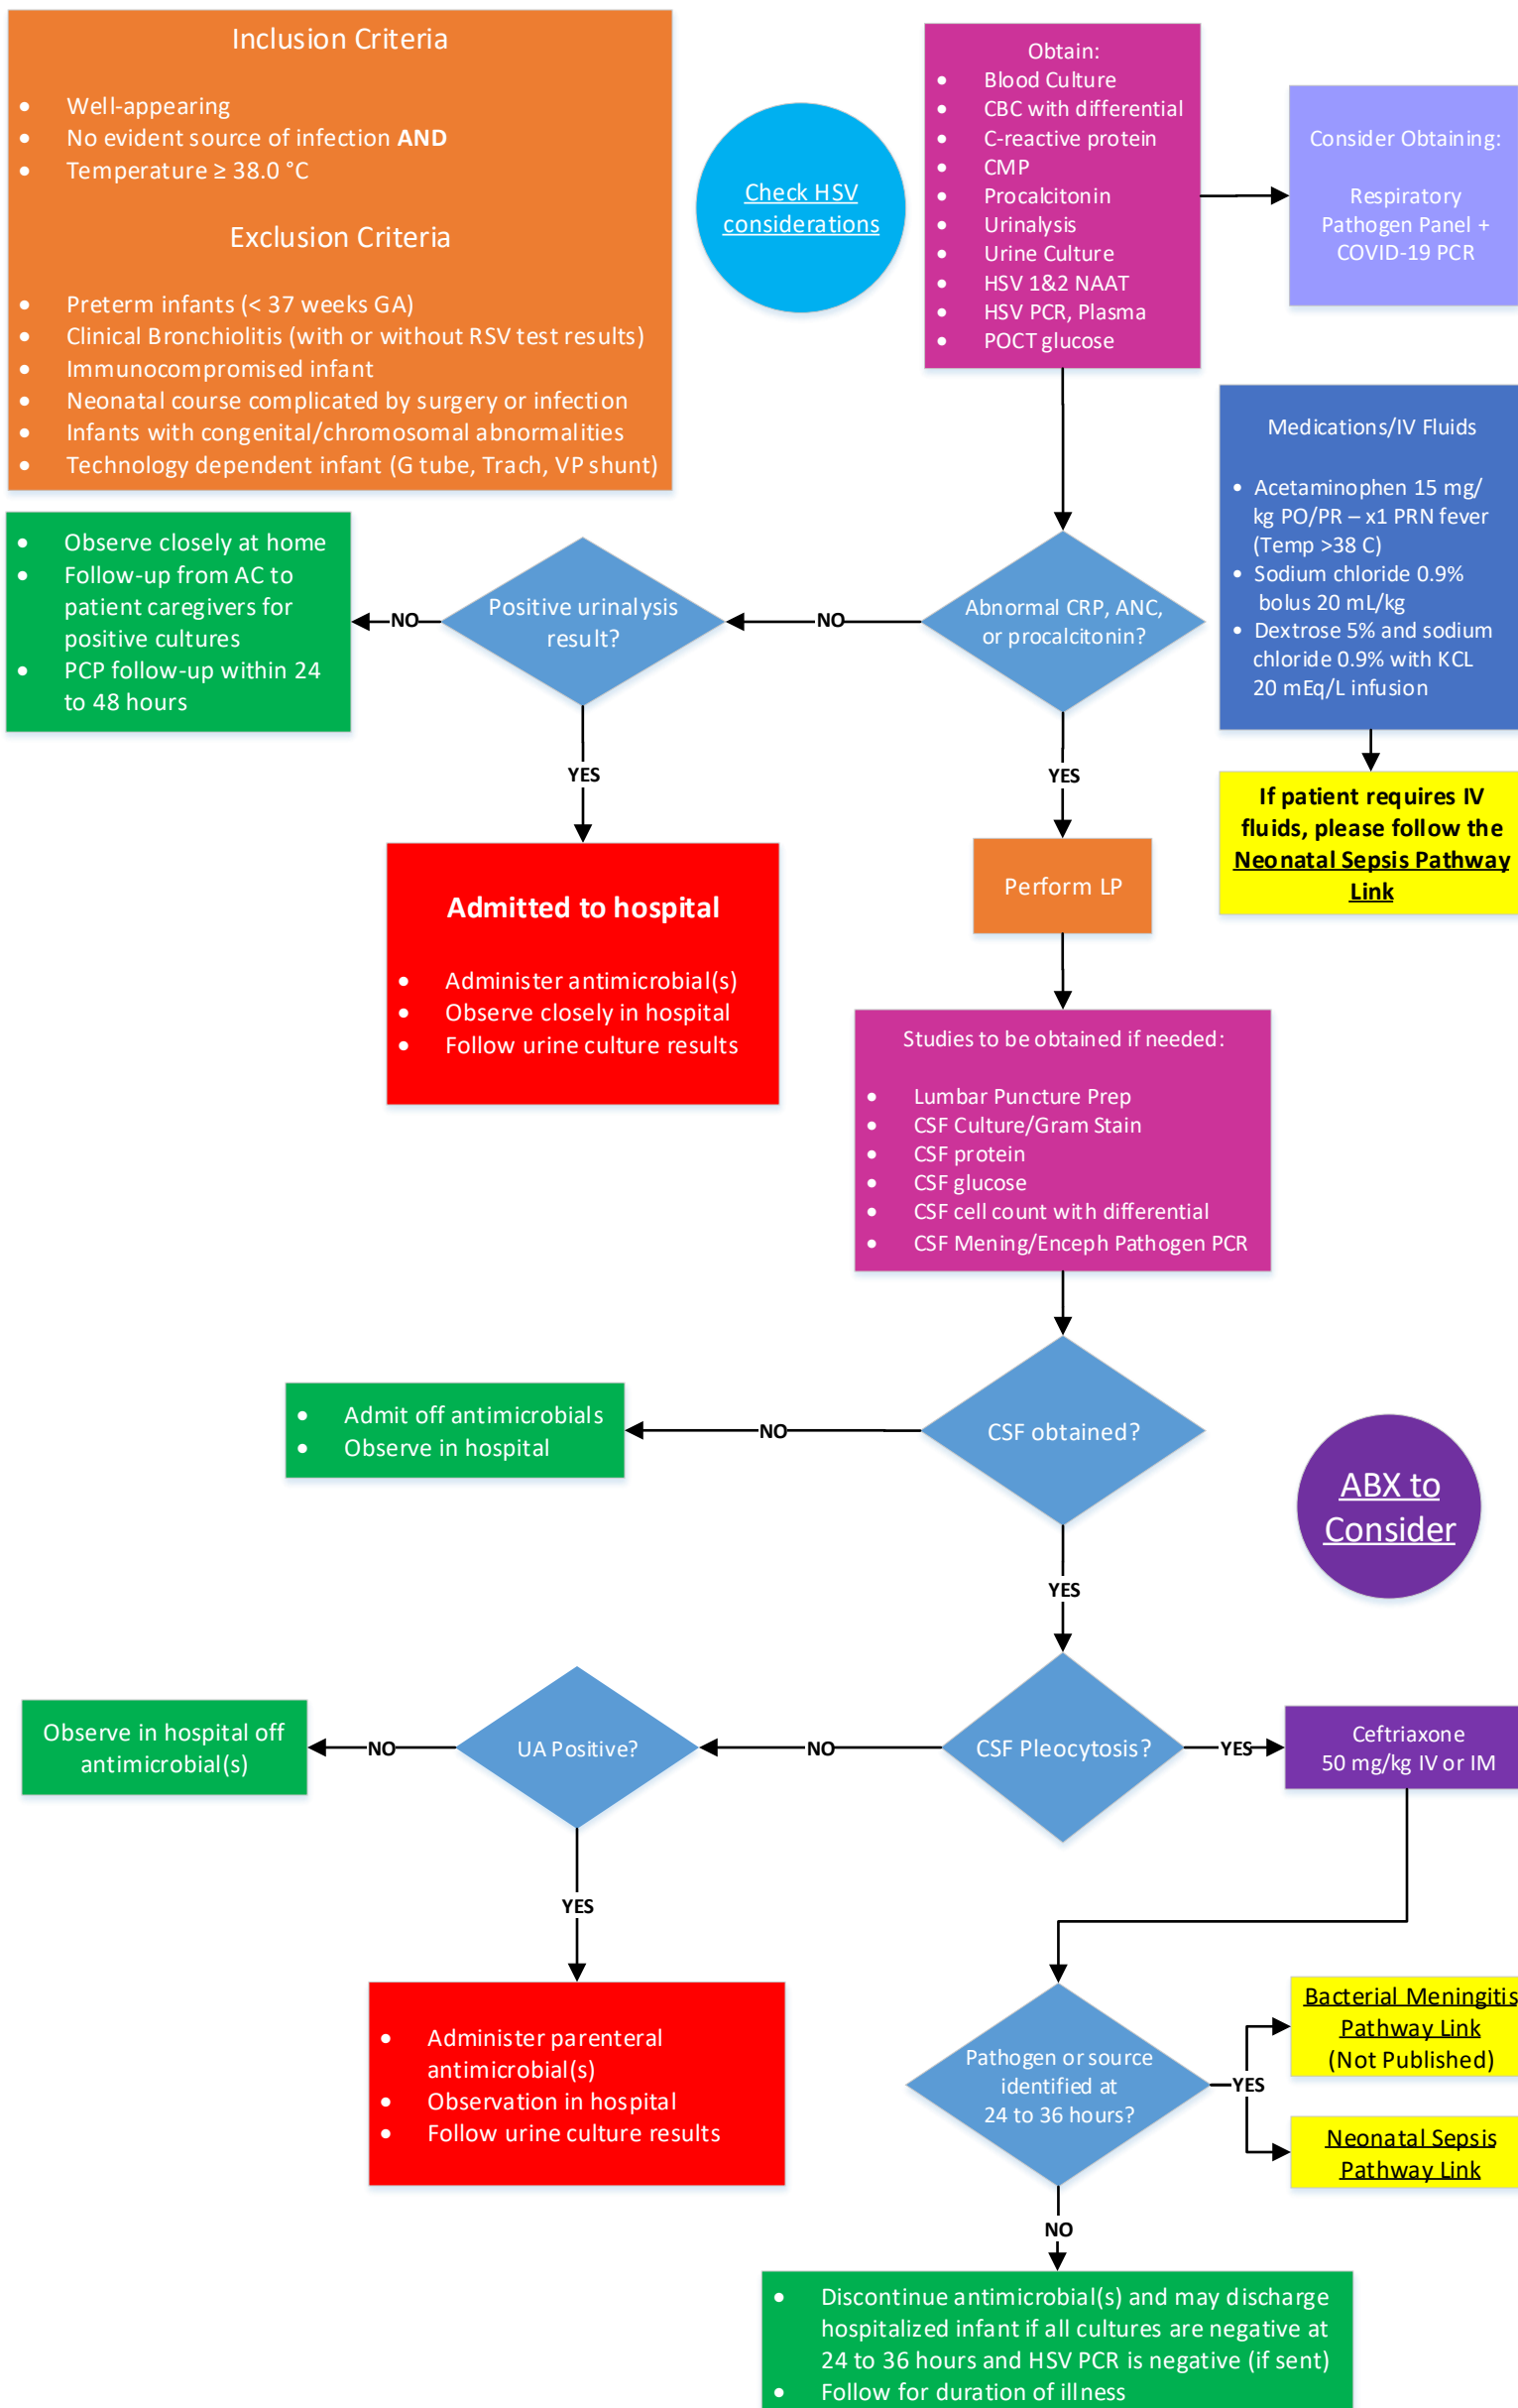 Inclusion Criteria
• Well-appearing
• No evident source of infection AND
• Temperature ≥ 38.0 °C
Exclusion Criteria
• Preterm infants (< 37 weeks GA)
• Clinical Bronchiolitis (with or without RSV test results)
• Immunocompromised infant
• Neonatal course complicated by surgery or infection
• Infants with congenital/chromosomal abnormalities
• Technology dependent infant (G tube, Trach, VP shunt)
Check HSV
considerations
Obtain:
• Blood Culture
• CBC with differential
• C-reactive protein
• CMP
• Procalcitonin
• Urinalysis
• Urine Culture
• HSV 1&2 NAAT
• HSV PCR, Plasma
• POCT glucose
Consider Obtaining:
Respiratory
Pathogen Panel +
COVID-19 PCR
Medications/IV Fluids
• Acetaminophen 15 mg/
kg PO/PR – x1 PRN fever
(Temp >38 C)
• Sodium chloride 0.9%
bolus 20 mL/kg
• Dextrose 5% and sodium
chloride 0.9% with KCL
20 mEq/L infusion
If patient requires IV
fluids, please follow the
Neonatal Sepsis Pathway
Link
Abnormal CRP, ANC,
or procalcitonin?
NO
Positive urinalysis
result?
NO
• Observe closely at home
• Follow-up from AC to
patient caregivers for
positive cultures
• PCP follow-up within 24
to 48 hours
YES
Admitted to hospital
• Administer antimicrobial(s)
• Observe closely in hospital
• Follow urine culture results
YES
Perform LP
Studies to be obtained if needed:
• Lumbar Puncture Prep
• CSF Culture/Gram Stain
• CSF protein
• CSF glucose
• CSF cell count with differential
• CSF Mening/Enceph Pathogen PCR
CSF obtained?
NO
• Admit off antimicrobials
• Observe in hospital
ABX to
Consider
YES
CSF Pleocytosis?
NO
UA Positive?
NO
Observe in hospital off
antimicrobial(s)
YES
Ceftriaxone
50 mg/kg IV or IM
YES
• Administer parenteral
antimicrobial(s)
• Observation in hospital
• Follow urine culture results
Pathogen or source
identified at
24 to 36 hours?
YES
Bacterial Meningitis
Pathway Link
(Not Published)
Neonatal Sepsis
Pathway Link
NO
• Discontinue antimicrobial(s) and may discharge
hospitalized infant if all cultures are negative at
24 to 36 hours and HSV PCR is negative (if sent)
• Follow for duration of illness